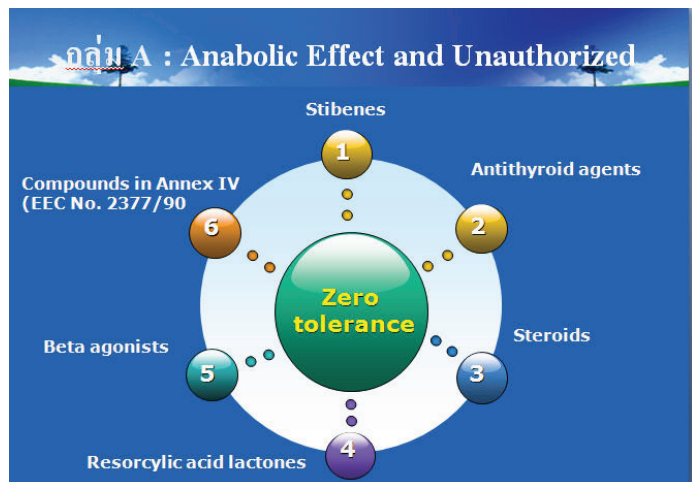 กลุ่ม A : Anabolic Effect and Unauthorized
Stibenes
1
Antithyroid agents
2
Compounds in Annex IV
(EEC No. 2377/90
6
Zero
tolerance
Steroids
3
Beta agonists
5
4
Resorcylic acid lactones